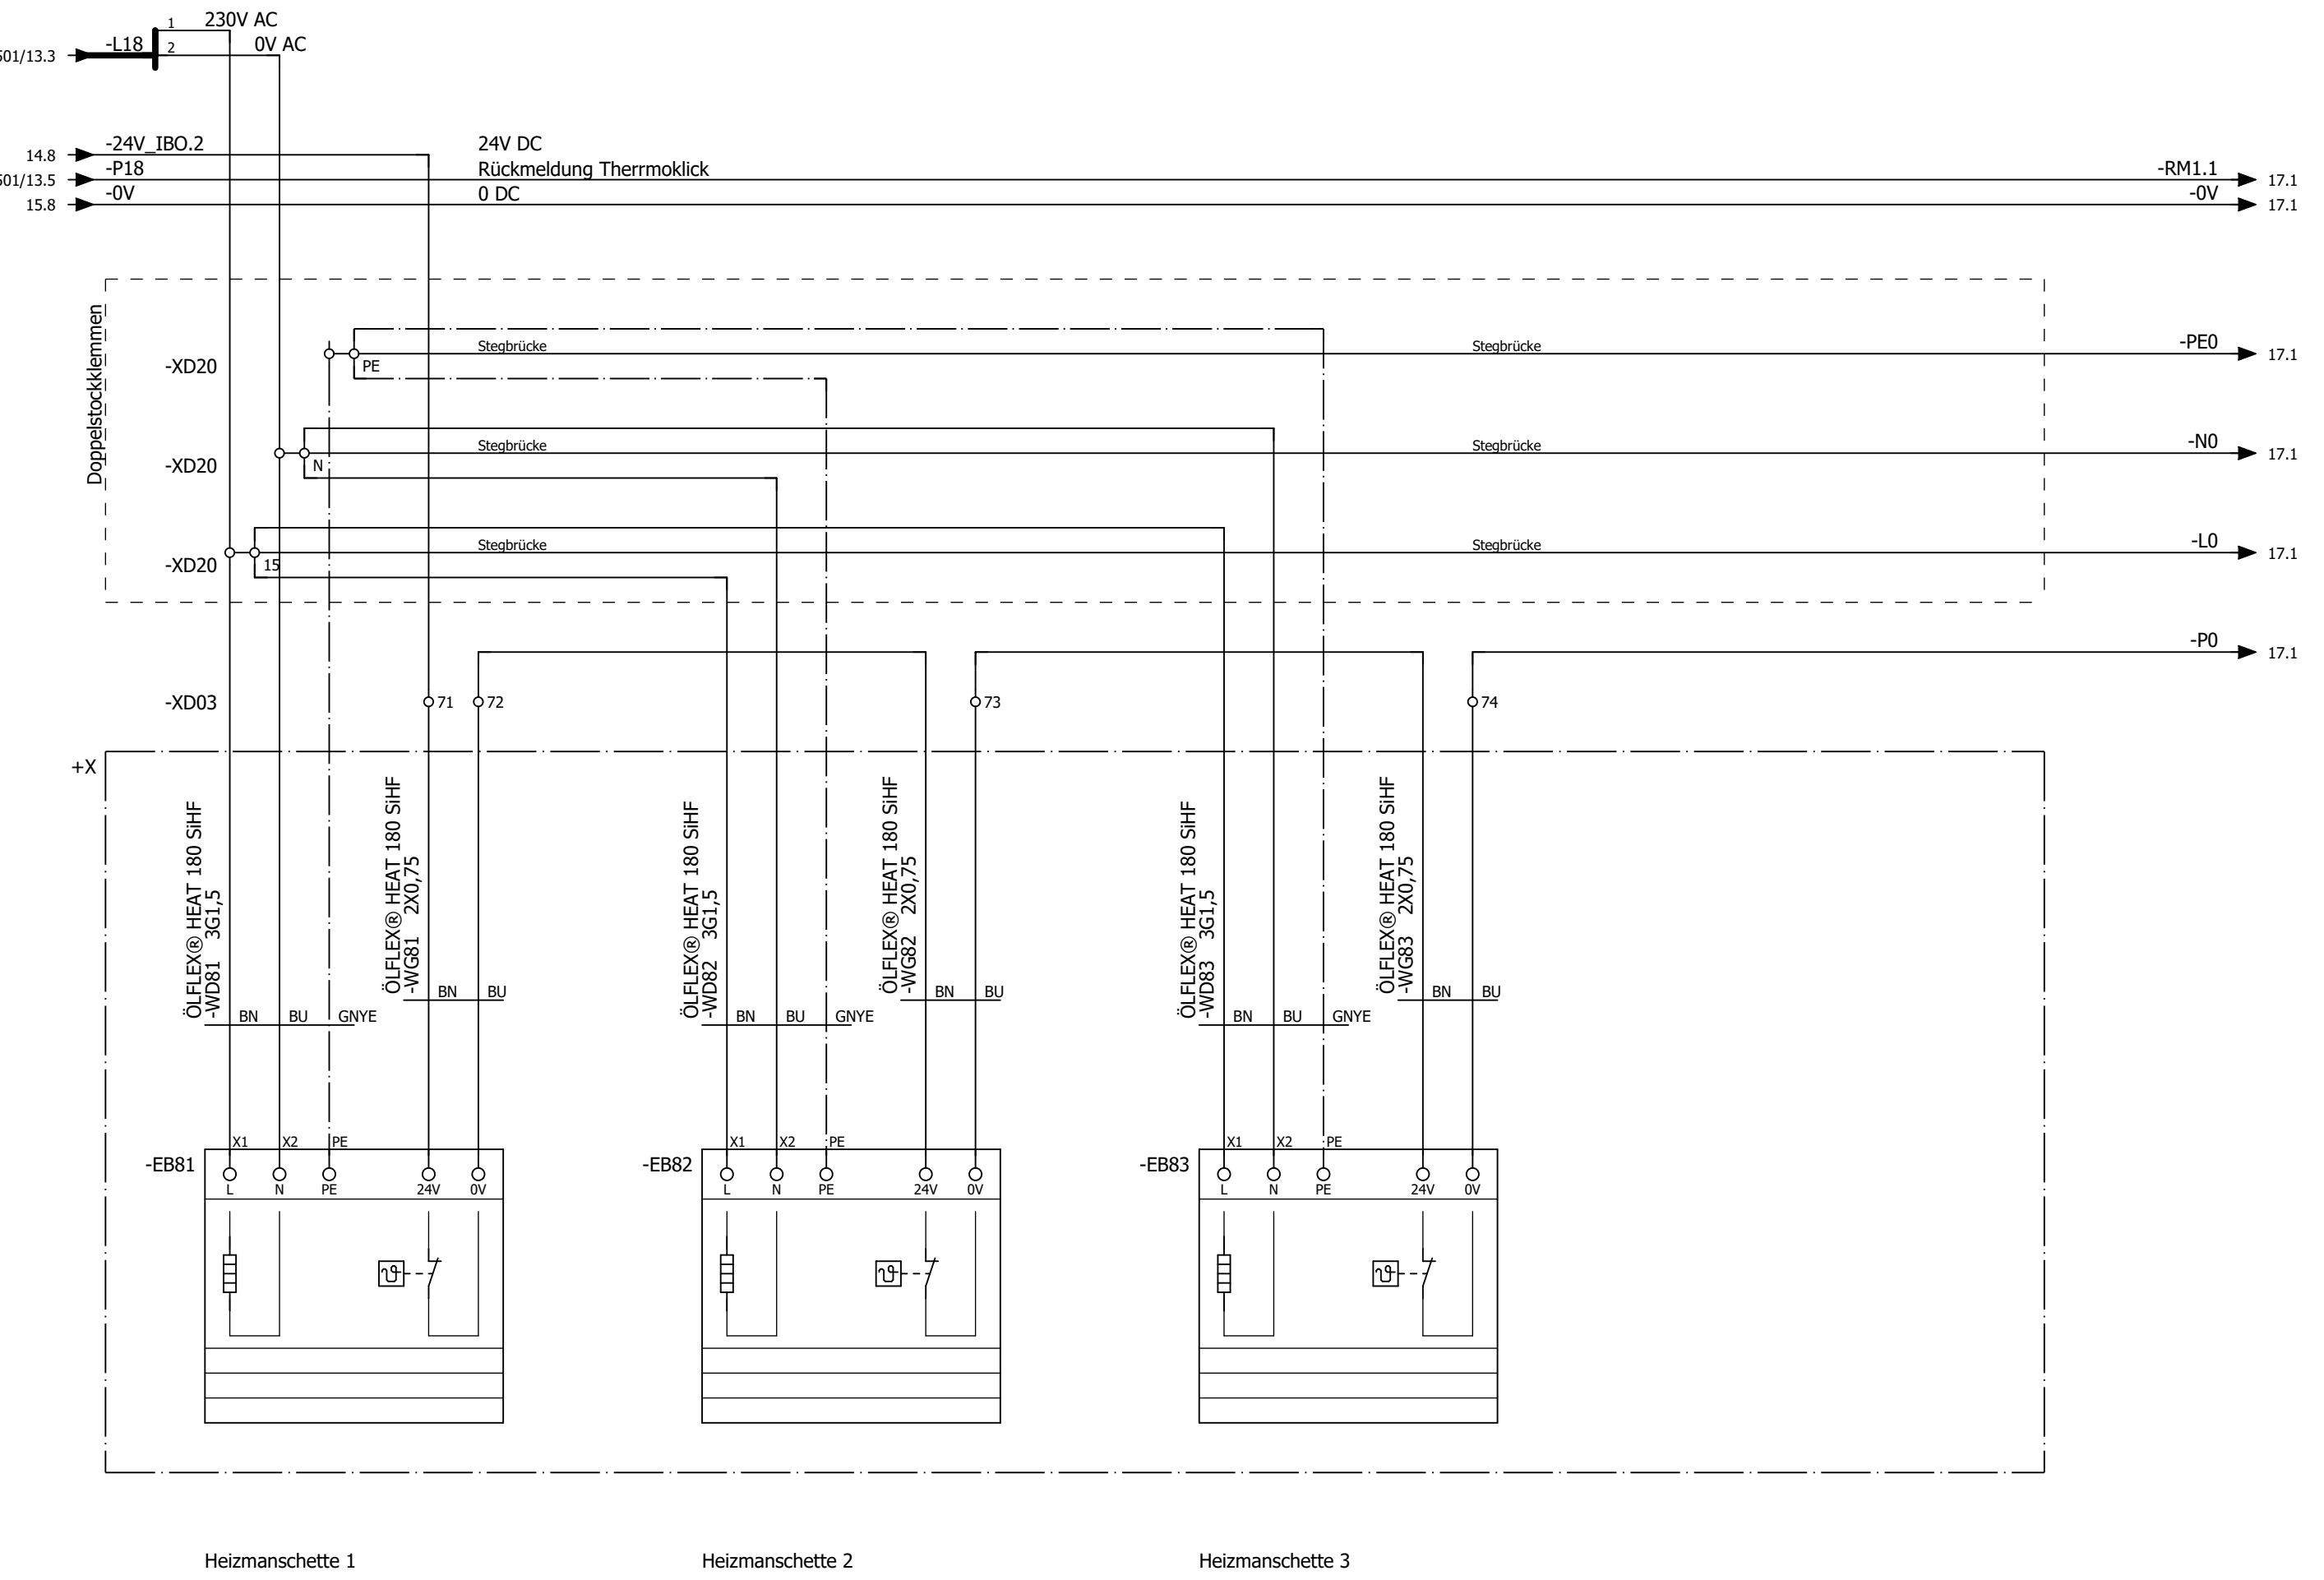 1 230V AC
-L18 2 0V AC
501/13.3
-24V_IBO.2 24V DC
14.8
-P18 Rückmeldung Therrmoklick -RM1.1
501/13.5 17.1
-0V 0 DC -0V
15.8 17.1
Doppelstockklemmen
Stegbrücke Stegbrücke -PE0
17.1
-XD20 PE
Stegbrücke Stegbrücke -N0
17.1
-XD20 N
Stegbrücke Stegbrücke -L0
17.1
-XD20 15
-P0
17.1
-XD03 71 72 73 74
+X
ÖLFLEX® HEAT 180 SiHF
-WD81 3G1,5
ÖLFLEX® HEAT 180 SiHF
-WG81 2X0,75
ÖLFLEX® HEAT 180 SiHF
-WD82 3G1,5
ÖLFLEX® HEAT 180 SiHF
-WG82 2X0,75
ÖLFLEX® HEAT 180 SiHF
-WD83 3G1,5
ÖLFLEX® HEAT 180 SiHF
-WG83 2X0,75
BN BU BN BU BN BU
BN BU GNYE BN BU GNYE BN BU GNYE
X1 X2 PE X1 X2 PE X1 X2 PE
-EB81 -EB82 -EB83
L N PE 24V 0V L N PE 24V 0V L N PE 24V 0V
Heizmanschette 1 Heizmanschette 2 Heizmanschette 3